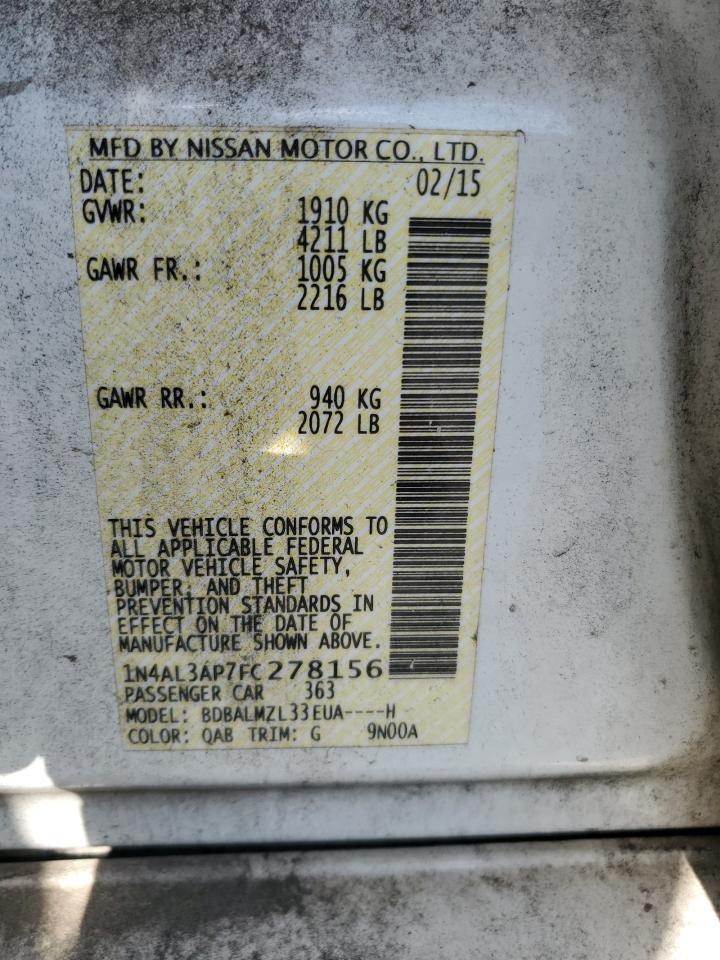 MFD BY NISSAN MOTOR CO., LTD.
DATE: 02/15
GVWR: 1910 KG
4211 LB
GAWR FR.: 1005 KG
2216 LB
GAWR RR.: 940 KG
2072 LB
THIS VEHICLE CONFORMS TO
ALL APPLICABLE FEDERAL
MOTOR VEHICLE SAFETY,
BUMPER, AND THEFT
PREVENTION STANDARDS IN
EFFECT ON THE DATE OF
MANUFACTURE SHOWN ABOVE.
1N4AL3AP7FC278156
PASSENGER CAR 363
MODEL: BDBALMZL33EUA----H
COLOR: QAB TRIM: G 9N00A